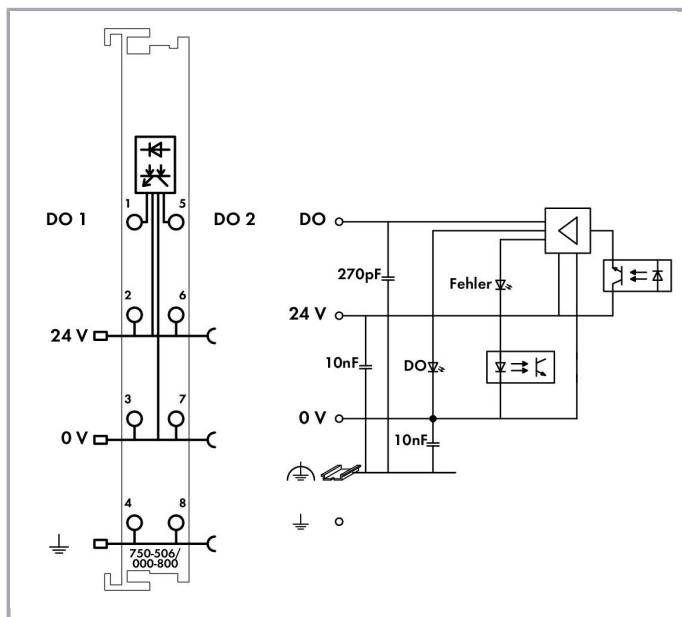 1
5
DO 1
DO 2
2
6
24 V
3
7
0 V
4
8
750-506/
000-800
DO
270pF
Fehler
24 V
10nF
DO
0 V
10nF